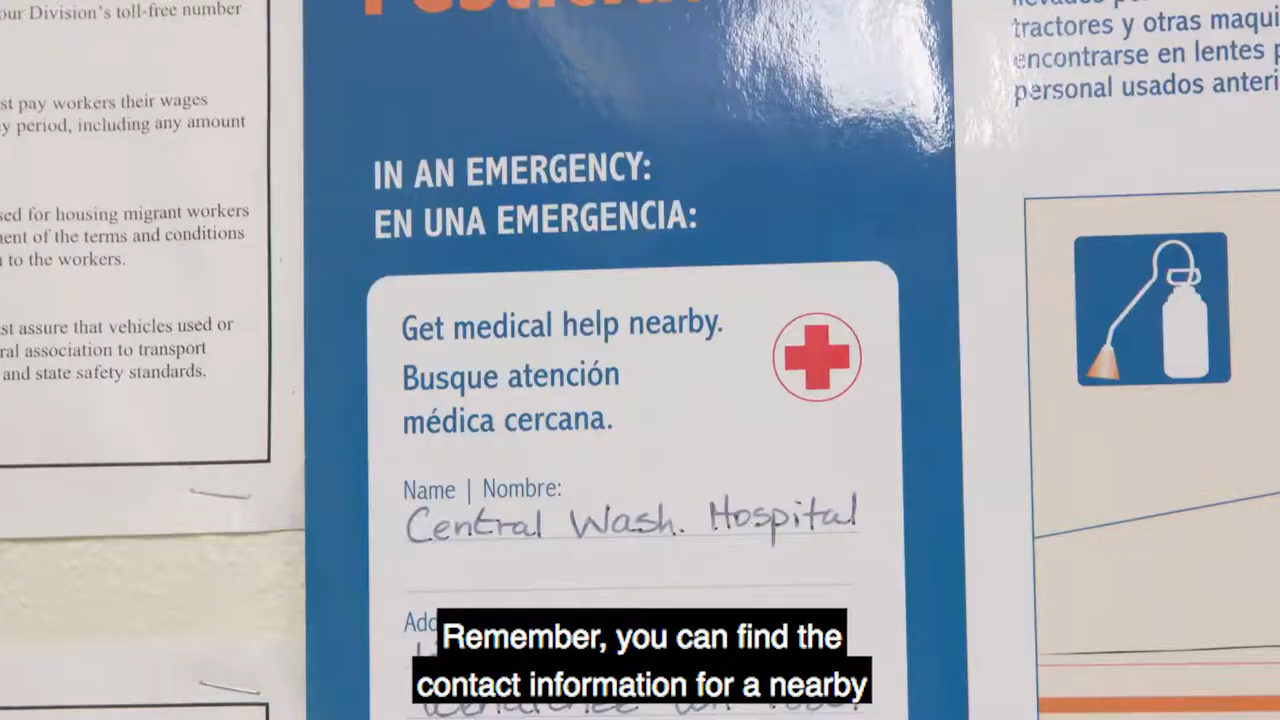 our Division's toll-free number
st pay workers their wages
y period, including any amount
sed for housing migrant workers
nent of the terms and conditions
to the workers.
st assure that vehicles used or
ral association to transport
and state safety standards.
IN AN EMERGENCY:
EN UNA EMERGENCIA:
Get medical help nearby.
Busque atención
médica cercana.
Name | Nombre:
Central Wash. Hospital
Add
tractores y otras maqui
encontrarse en lentes p
personal usados anteri
Remember, you can find the
contact information for a nearby